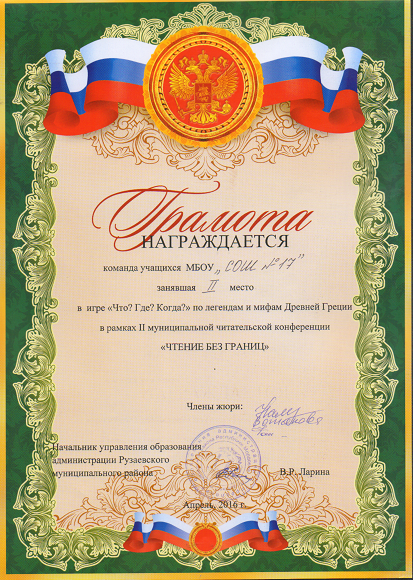 Грамота
НАГРАЖДАЕТСЯ
команда учащихся МБОУ „СОШ №17"
занявшая II место
в игре «Что? Где? Когда?» по легендам и мифам Древней Греции
в рамках II муниципальной читательской конференции
«ЧТЕНИЕ БЕЗ ГРАНИЦ»
Члены жюри:
Начальник управления образования
администрации Рузаевского
муниципального района В.Р. Ларина
Апрель, 2016 г.